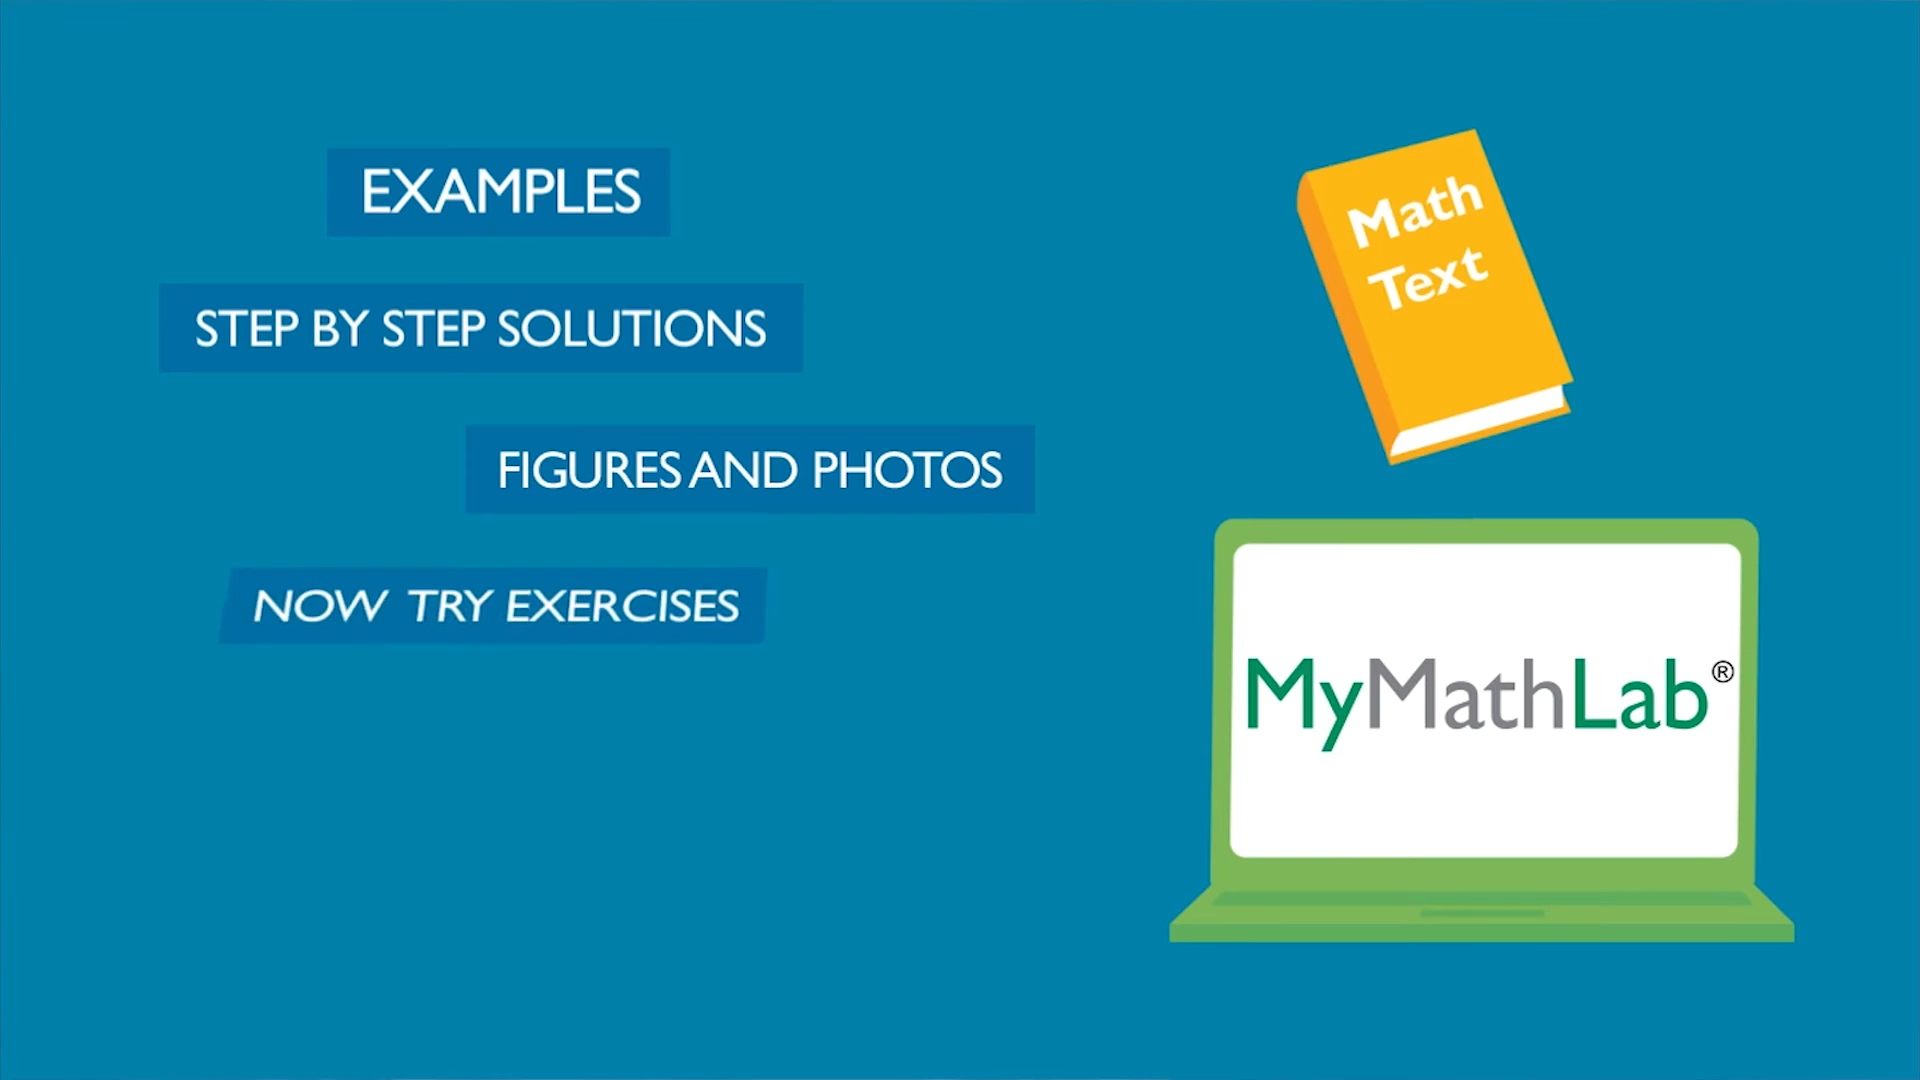 EXAMPLES
STEP BY STEP SOLUTIONS
FIGURES AND PHOTOS
NOW TRY EXERCISES
Math
Text
MyMathLab®